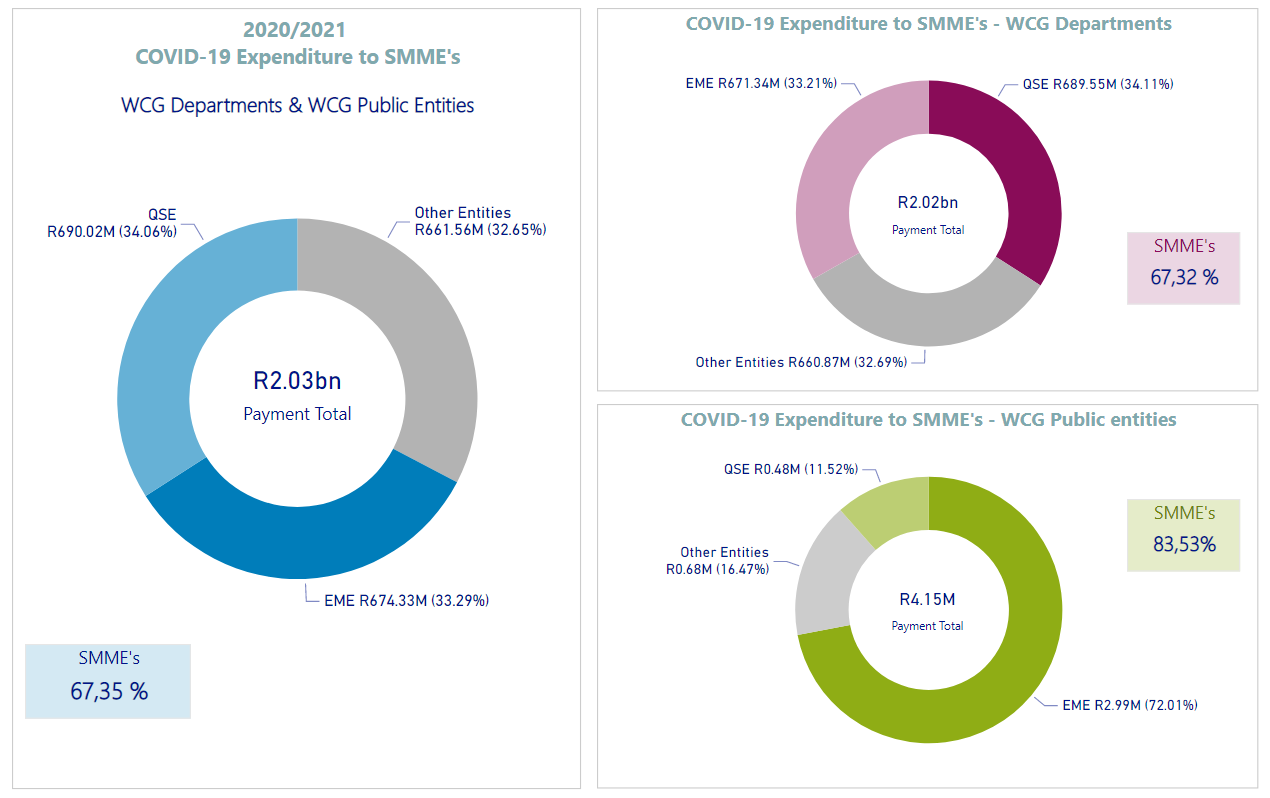 2020/2021
COVID-19 Expenditure to SMME's
WCG Departments & WCG Public Entities
QSE
R690.02M (34.06%)
Other Entities
R661.56M (32.65%)
R2.03bn
Payment Total
EME R674.33M (33.29%)
SMME's
67,35 %
COVID-19 Expenditure to SMME's - WCG Departments
EME R671.34M (33.21%)
QSE R689.55M (34.11%)
R2.02bn
Payment Total
Other Entities R660.87M (32.69%)
SMME's
67,32 %
COVID-19 Expenditure to SMME's - WCG Public entities
QSE R0.48M (11.52%)
Other Entities
R0.68M (16.47%)
R4.15M
Payment Total
EME R2.99M (72.01%)
SMME's
83,53%